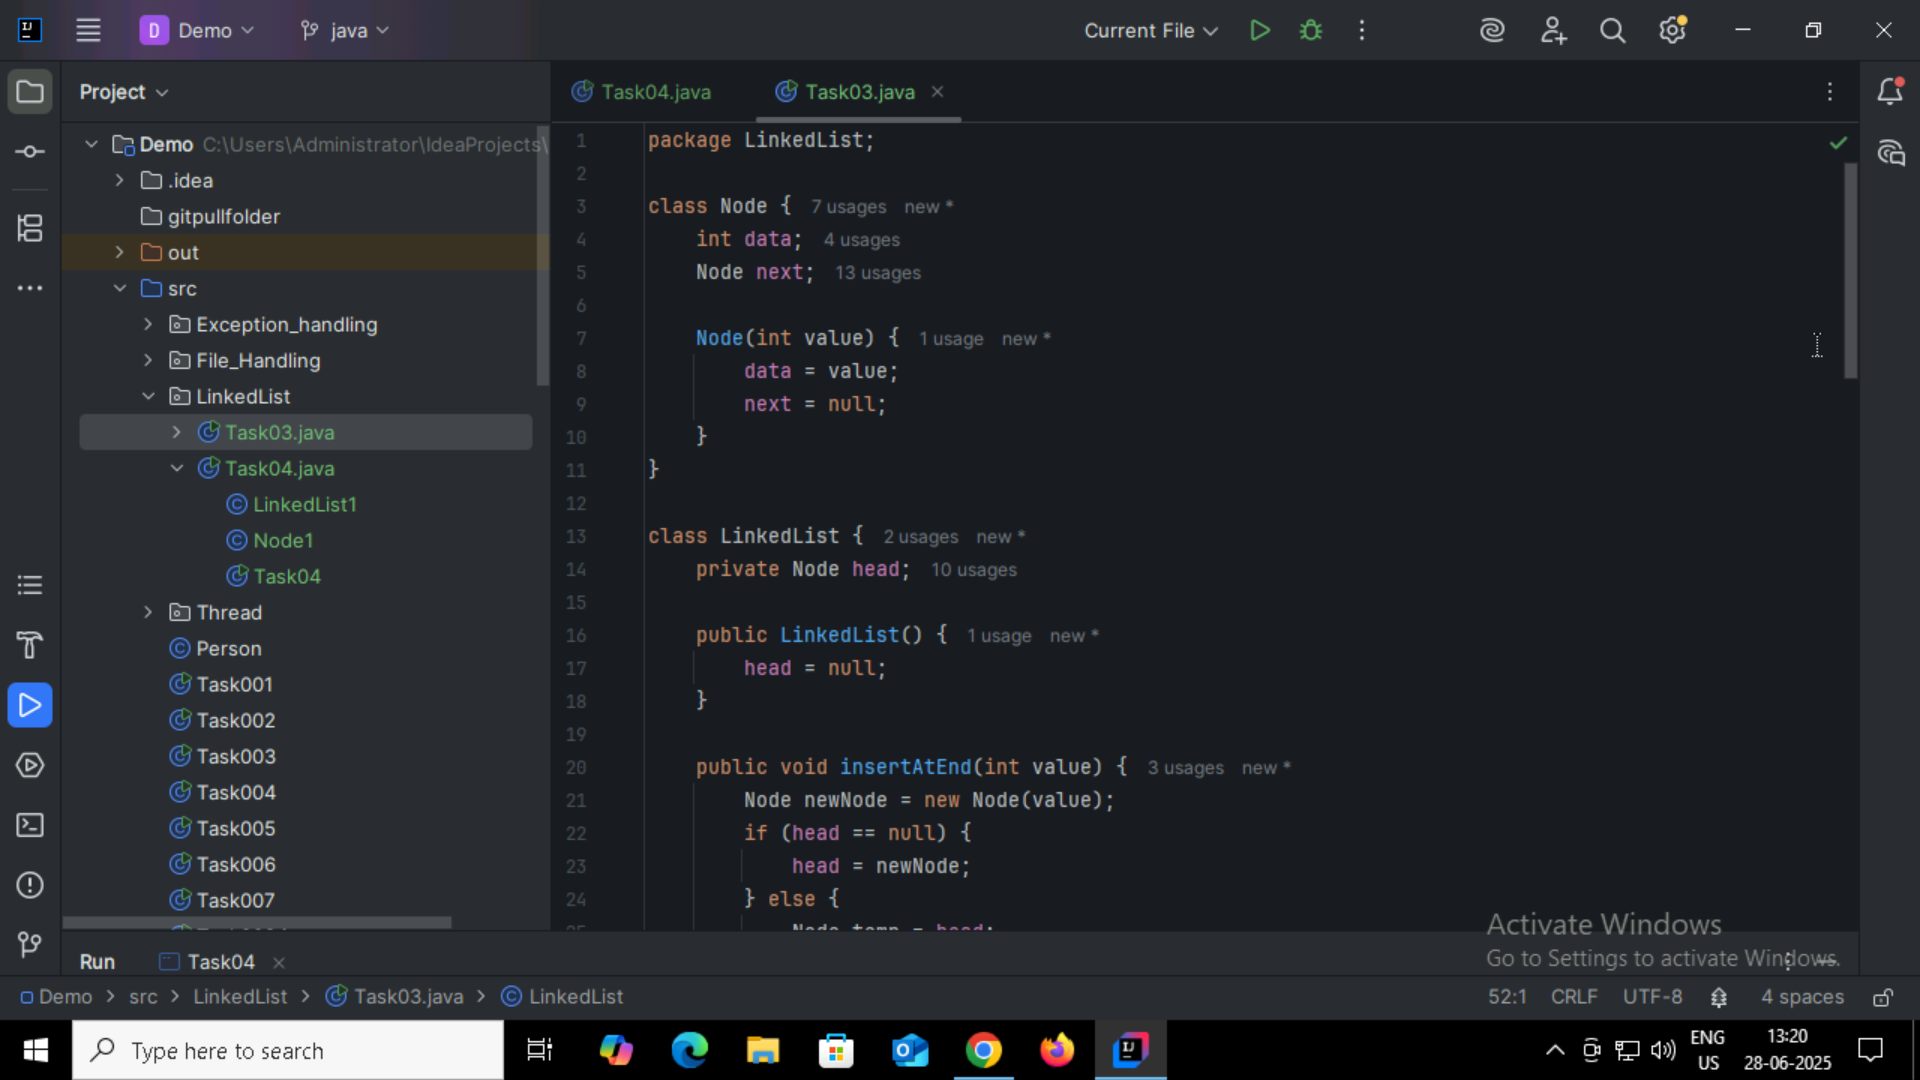 IJ
D Demo java Current File
Project
Task04.java Task03.java
Demo C:\Users\Administrator\IdeaProjects\
.idea
gitpullfolder
out
src
Exception_handling
File_Handling
LinkedList
Task03.java
Task04.java
LinkedList1
Node1
Task04
Thread
Person
Task001
Task002
Task003
Task004
Task005
Task006
Task007
1 package LinkedList;
2
3 class Node { 7 usages new *
4 int data; 4 usages
5 Node next; 13 usages
6
7 Node(int value) { 1 usage new *
8 data = value;
9 next = null;
10 }
11 }
12
13 class LinkedList { 2 usages new *
14 private Node head; 10 usages
15
16 public LinkedList() { 1 usage new *
17 head = null;
18 }
19
20 public void insertAtEnd(int value) { 3 usages new *
21 Node newNode = new Node(value);
22 if (head == null) {
23 head = newNode;
24 } else {
25 Node temp = head;
Activate Windows
Go to Settings to activate Windows.
Run Task04
Demo > src > LinkedList > Task03.java > LinkedList
52:1 CRLF UTF-8 4 spaces
Type here to search
ENG
US
13:20
28-06-2025